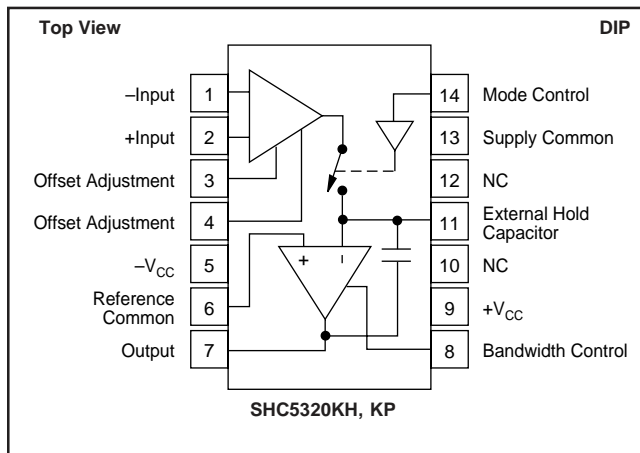 Top View DIP
–Input 1 14 Mode Control
+Input 2 13 Supply Common
Offset Adjustment 3 12 NC
Offset Adjustment 4 11 External Hold
Capacitor
–VCC 5 10 NC
Reference
Common 6 9 +VCC
Output 7 8 Bandwidth Control
+ –
SHC5320KH, KP